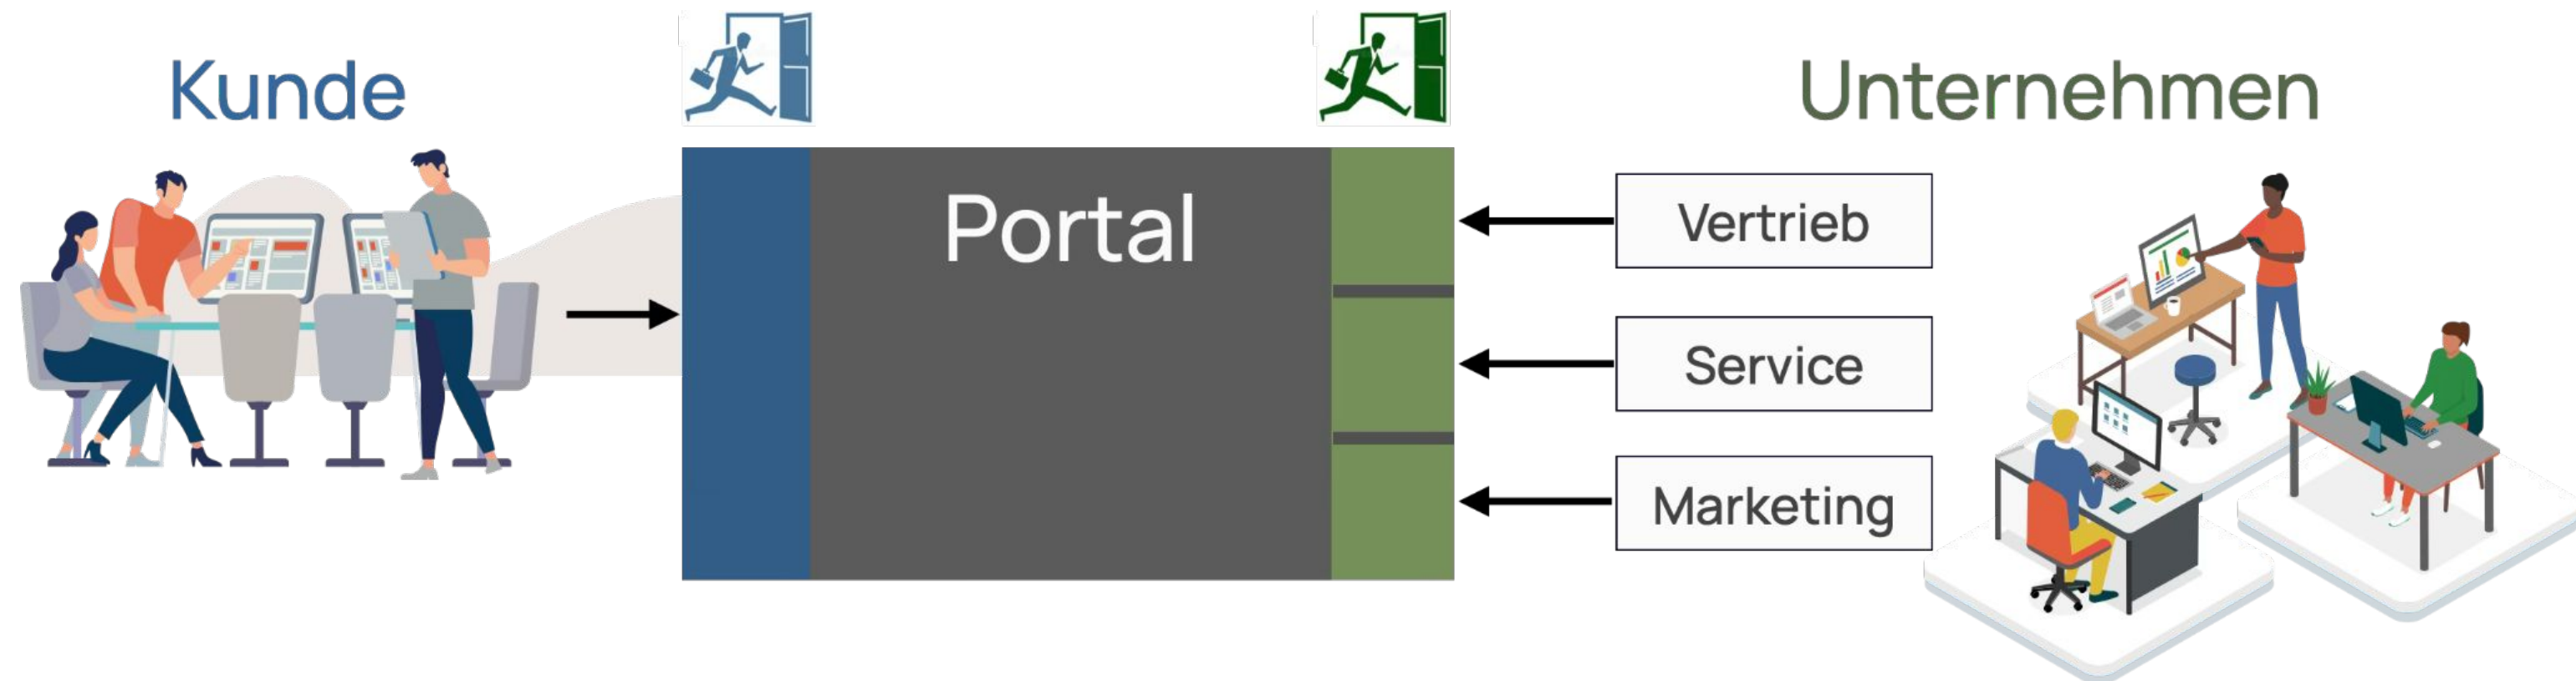 Kunde
Portal
Unternehmen
Vertrieb
Service
Marketing